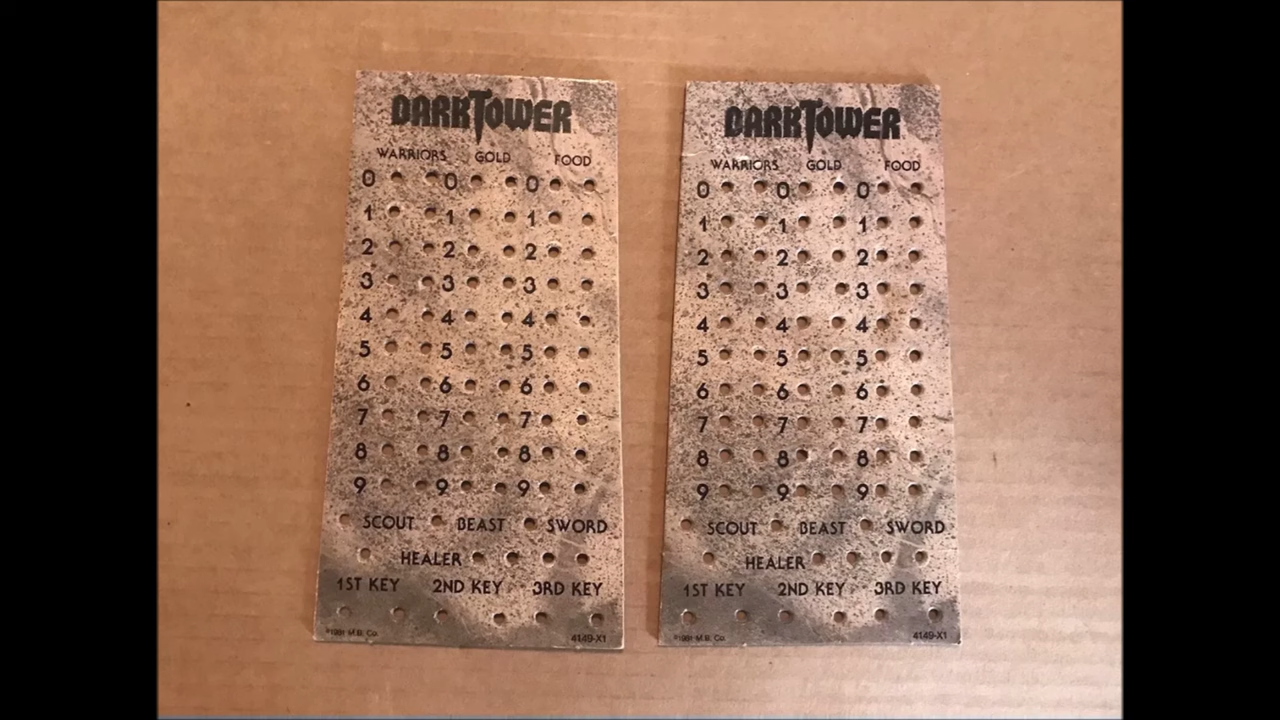 DARKTOWER
WARRIORS GOLD FOOD
0 0 0
1 1 1
2 2 2
3 3 3
4 4 4
5 5 5
6 6 6
7 7 7
8 8 8
9 9 9
SCOUT BEAST SWORD
HEALER
1ST KEY 2ND KEY 3RD KEY
©1981 M.B. Co. 4149-X1
DARKTOWER
WARRIORS GOLD FOOD
0 0 0
1 1 1
2 2 2
3 3 3
4 4 4
5 5 5
6 6 6
7 7 7
8 8 8
9 9 9
SCOUT BEAST SWORD
HEALER
1ST KEY 2ND KEY 3RD KEY
©1981 M.B. Co. 4149-X1